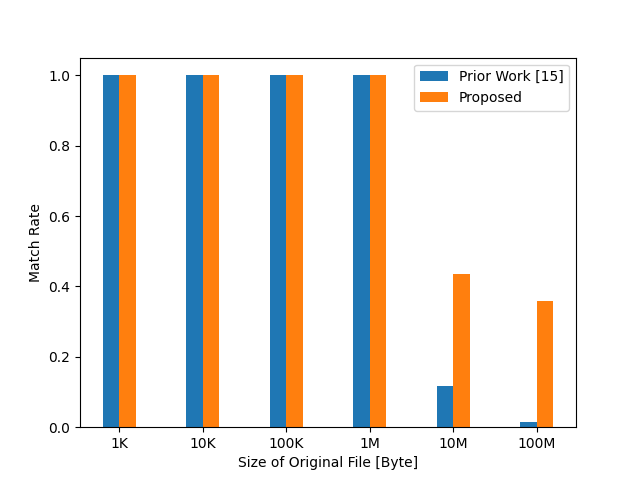 Prior Work [15]
Proposed
1.0
0.8
0.6
0.4
0.2
0.0
Match Rate
1K 10K 100K 1M 10M 100M
Size of Original File [Byte]